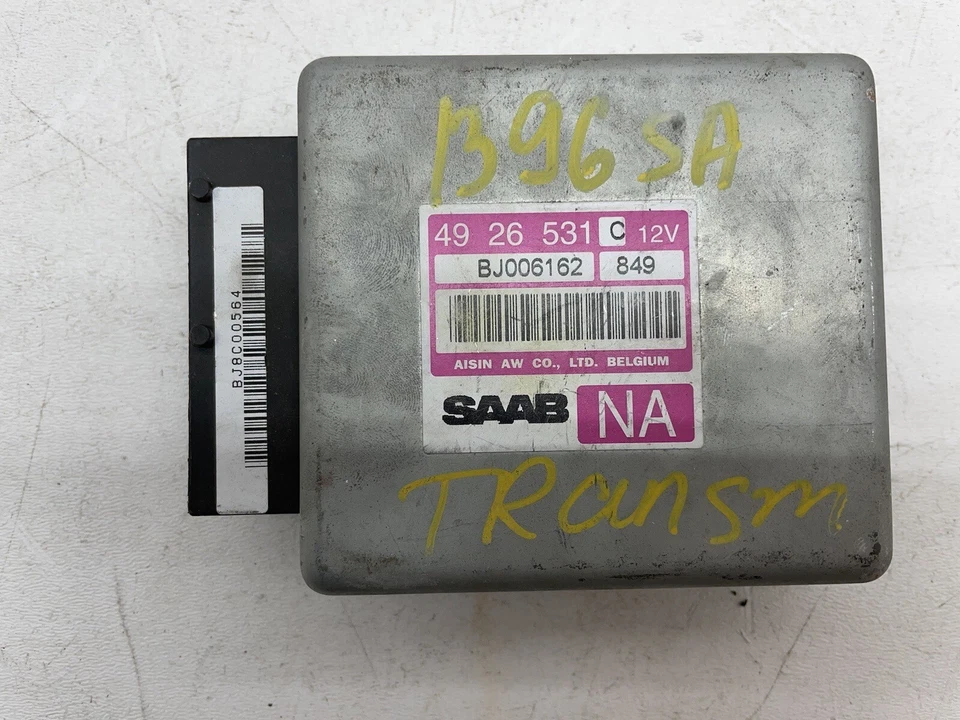 B96SA
49 26 531 C 12V
BJ006162 849
AISIN AW CO., LTD. BELGIUM
SAAB NA
TRansm
BJ8C00564